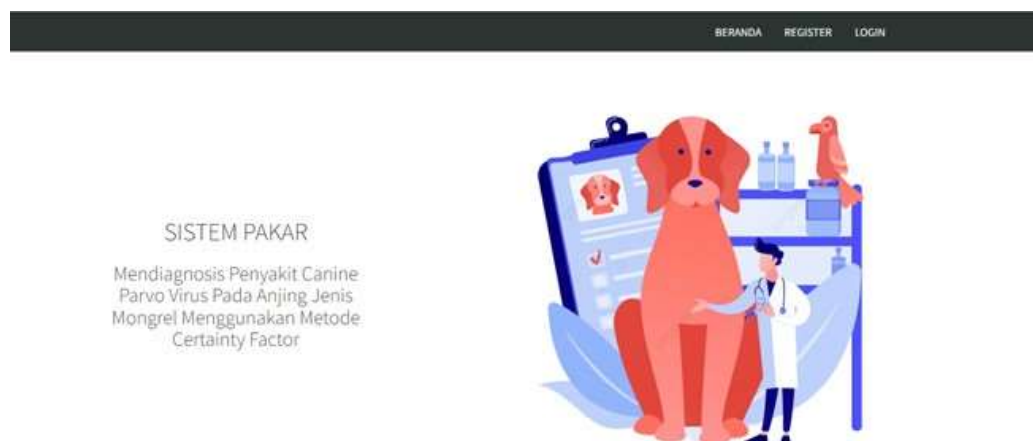 BERANDA REGISTER LOGIN
SISTEM PAKAR
Mendiagnosis Penyakit Canine
Parvo Virus Pada Anjing Jenis
Mongrel Menggunakan Metode
Certainty Factor